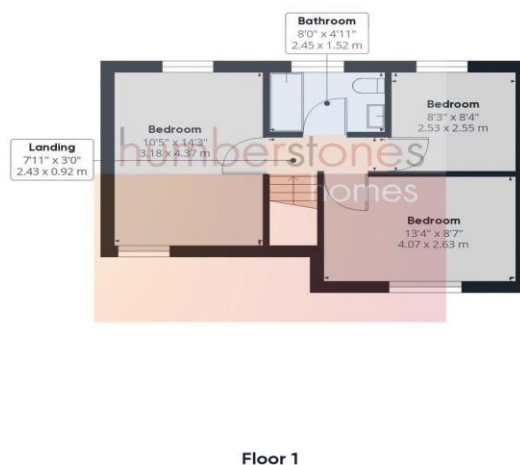 Bathroom
8'0" x 4'11"
2.45 x 1.52 m
Bedroom
8'3" x 8'4"
2.53 x 2.55 m
Landing
7'11" x 3'0"
2.43 x 0.92 m
Bedroom
10'5" x 14'3"
3.18 x 4.37 m
humberstones
homes
Bedroom
13'4" x 8'7"
4.07 x 2.63 m
Floor 1